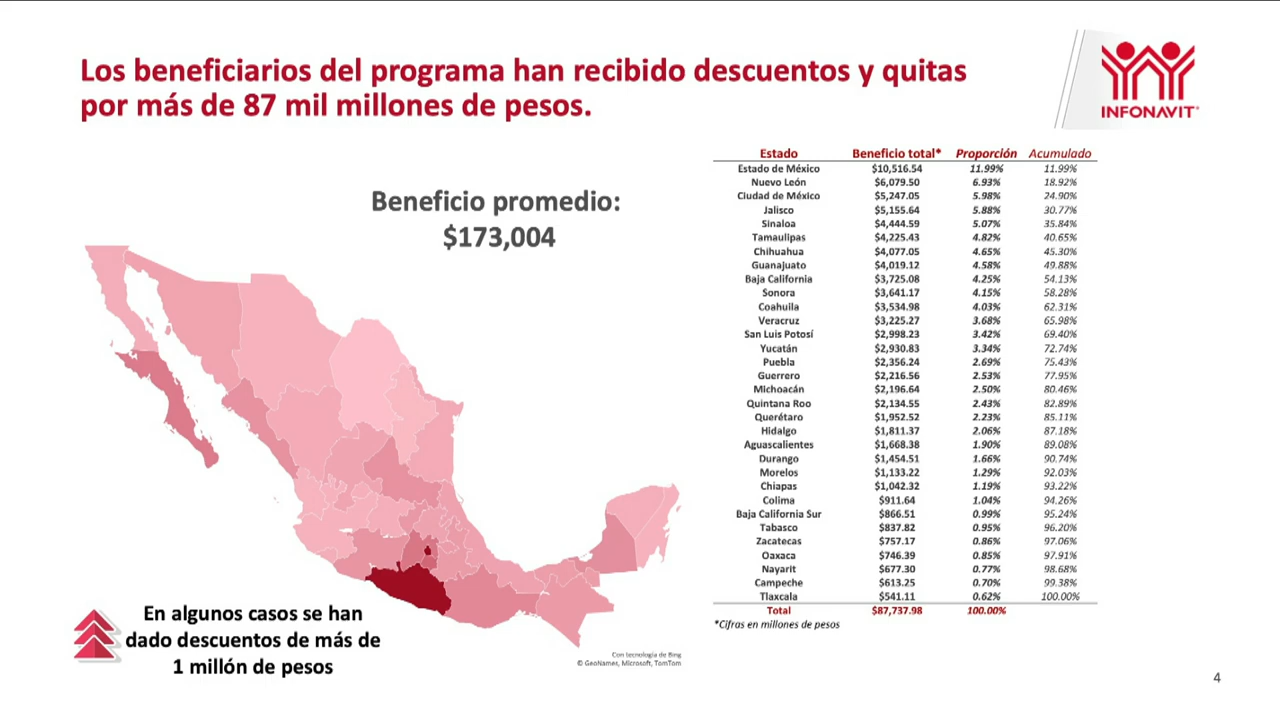 Los beneficiarios del programa han recibido descuentos y quitas
por más de 87 mil millones de pesos.
INFONAVIT
Beneficio promedio:
$173,004
Estado Beneficio total* Proporción Acumulado
Estado de México $10,516.54 11.99% 11.99%
Nuevo León $6,079.50 6.93% 18.92%
Ciudad de México $5,247.05 5.98% 24.90%
Jalisco $5,155.64 5.88% 30.77%
Sinaloa $4,444.59 5.07% 35.84%
Tamaulipas $4,225.43 4.82% 40.65%
Chihuahua $4,077.05 4.65% 45.30%
Guanajuato $4,019.12 4.58% 49.88%
Baja California $3,725.08 4.25% 54.13%
Sonora $3,641.17 4.15% 58.28%
Coahuila $3,534.98 4.03% 62.31%
Veracruz $3,225.27 3.68% 65.98%
San Luis Potosí $2,998.23 3.42% 69.40%
Yucatán $2,930.83 3.34% 72.74%
Puebla $2,356.24 2.69% 75.43%
Guerrero $2,216.56 2.53% 77.95%
Michoacán $2,196.64 2.50% 80.46%
Quintana Roo $2,134.55 2.43% 82.89%
Querétaro $1,952.52 2.23% 85.11%
Hidalgo $1,811.37 2.06% 87.18%
Aguascalientes $1,668.38 1.90% 89.08%
Durango $1,454.51 1.66% 90.74%
Morelos $1,133.22 1.29% 92.03%
Chiapas $1,042.32 1.19% 93.22%
Colima $911.64 1.04% 94.26%
Baja California Sur $866.51 0.99% 95.24%
Tabasco $837.82 0.95% 96.20%
Zacatecas $757.17 0.86% 97.06%
Oaxaca $746.39 0.85% 97.91%
Nayarit $677.30 0.77% 98.68%
Campeche $613.25 0.70% 99.38%
Tlaxcala $541.11 0.62% 100.00%
Total $87,737.98 100.00%
*Cifras en millones de pesos
En algunos casos se han
dado descuentos de más de
1 millón de pesos
Con tecnología de Bing
© GeoNames, Microsoft, TomTom
4